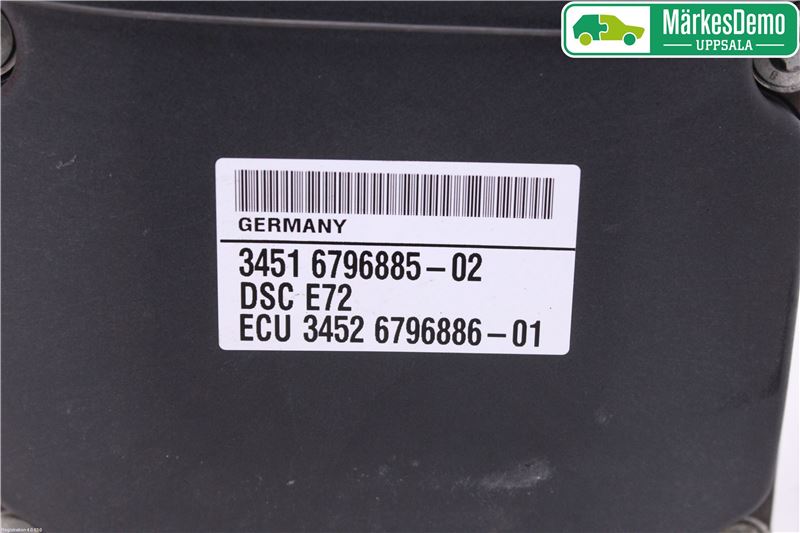 MärkesDemo
UPPSALA
GERMANY
3451 6796885-02
DSC E72
ECU 3452 6796886-01